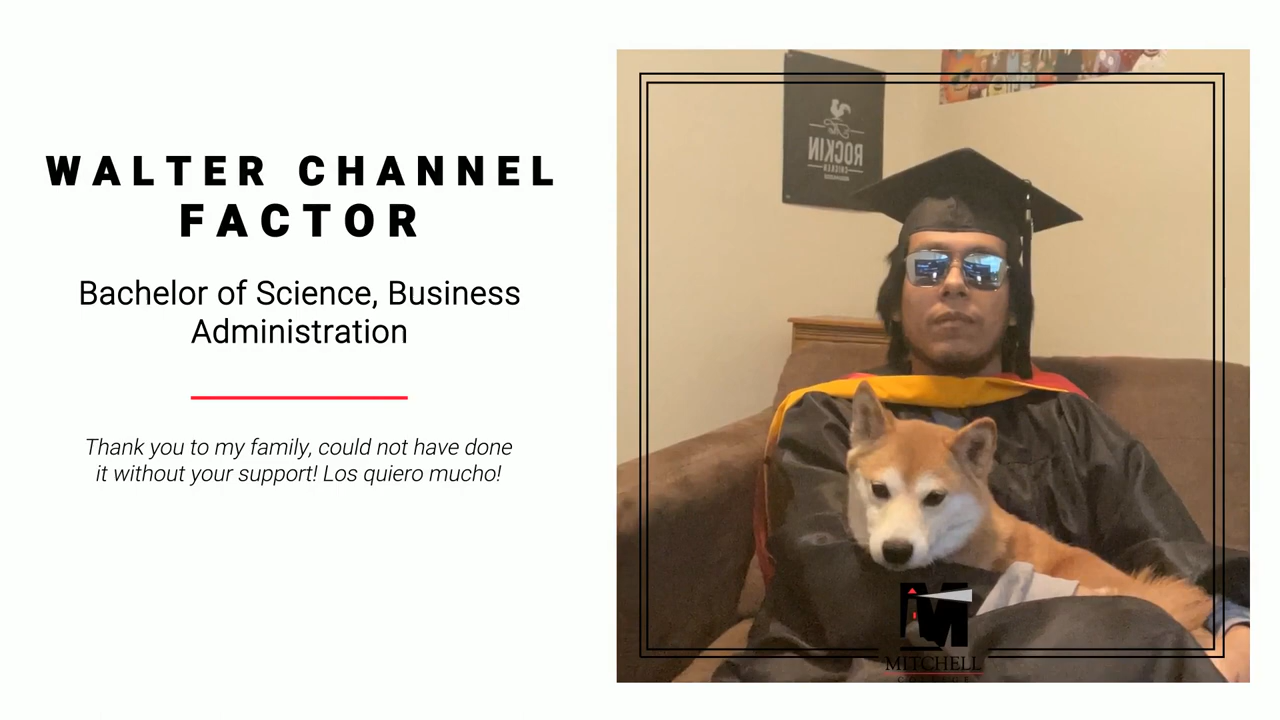 WALTER CHANNEL
FACTOR
Bachelor of Science, Business
Administration
Thank you to my family, could not have done
it without your support! Los quiero mucho!
ROCKIN
CHICKEN
M
MITCHELL